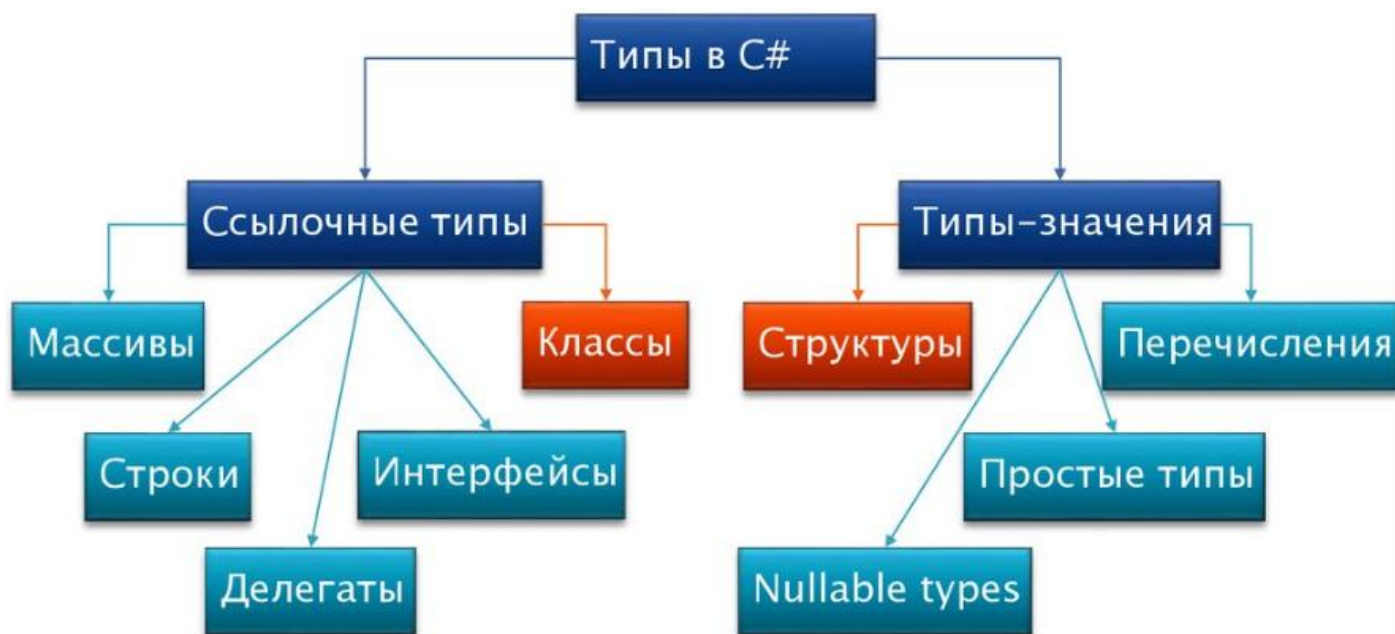 Типы в C#
Ссылочные типы
Типы-значения
Массивы
Классы
Структуры
Перечисления
Строки
Интерфейсы
Простые типы
Делегаты
Nullable types